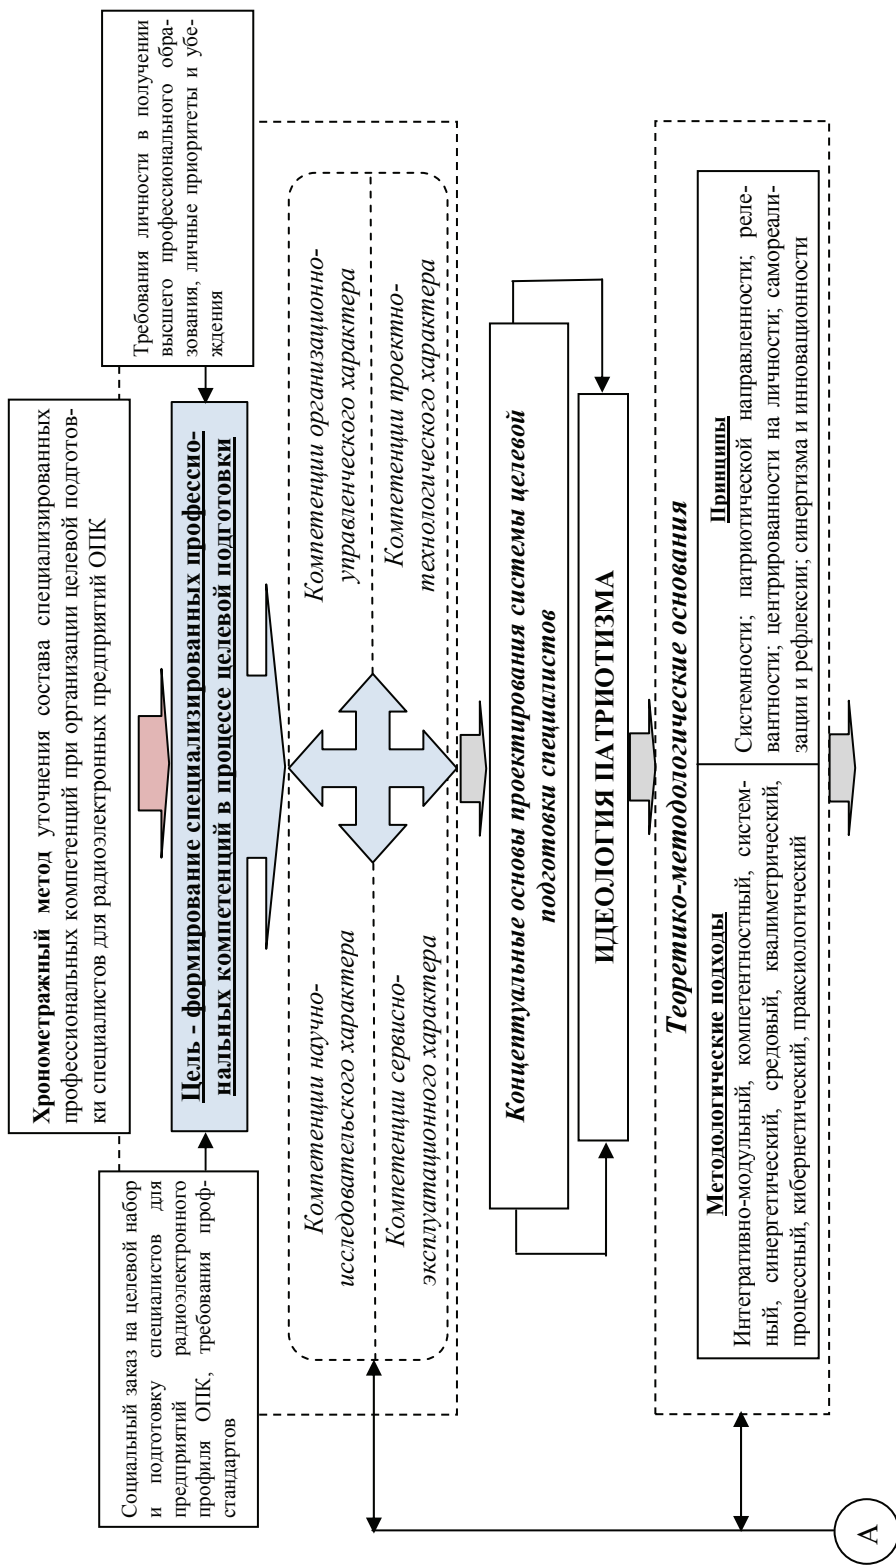 Хронометражный метод уточнения состава специализированных
профессиональных компетенций при организации целевой подготов-
ки специалистов для радиоэлектронных предприятий ОПК
Социальный заказ на целевой набор
и подготовку специалистов для
предприятий радиоэлектронного
профиля ОПК, требования проф-
стандартов
Цель - формирование специализированных профессио-
нальных компетенций в процессе целевой подготовки
Требования личности в получении
высшего профессионального обра-
зования, личные приоритеты и убе-
ждения
Компетенции научно-
исследовательского характера
Компетенции организационно-
управленческого характера
Компетенции сервисно-
эксплуатационного характера
Компетенции проектно-
технологического характера
Концептуальные основы проектирования системы целевой
подготовки специалистов
ИДЕОЛОГИЯ ПАТРИОТИЗМА
Теоретико-методологические основания
Методологические подходы
Интегративно-модульный, компетентностный, систем-
ный, синергетический, средовый, квалиметрический,
процессный, кибернетический, праксиологический
Принципы
Системности; патриотической направленности; реле-
вантности; центрированности на личности; самореали-
зации и рефлексии; синергизма и инновационности
А